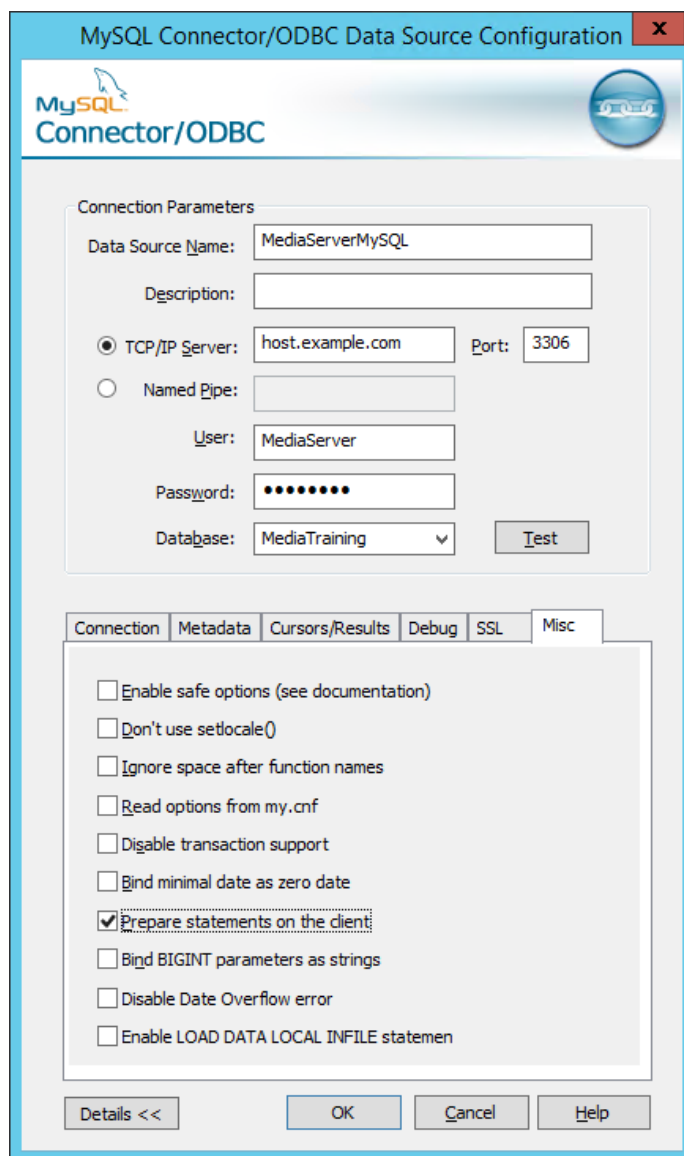 MySQL Connector/ODBC Data Source Configuration x
MySQL
Connector/ODBC
Connection Parameters
Data Source Name: MediaServerMySQL
Description:
TCP/IP Server: host.example.com Port: 3306
Named Pipe:
User: MediaServer
Password: ••••••••
Database: MediaTraining Test
Connection Metadata Cursors/Results Debug SSL Misc
Enable safe options (see documentation)
Don't use setlocale()
Ignore space after function names
Read options from my.cnf
Disable transaction support
Bind minimal date as zero date
Prepare statements on the client
Bind BIGINT parameters as strings
Disable Date Overflow error
Enable LOAD DATA LOCAL INFILE statemen
Details << OK Cancel Help